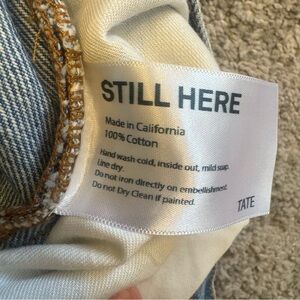 STILL HERE
Made in California
100% Cotton
Hand wash cold, inside out, mild soap.
Line dry.
Do not iron directly on embellishment.
Do not Dry Clean if painted.
TATE